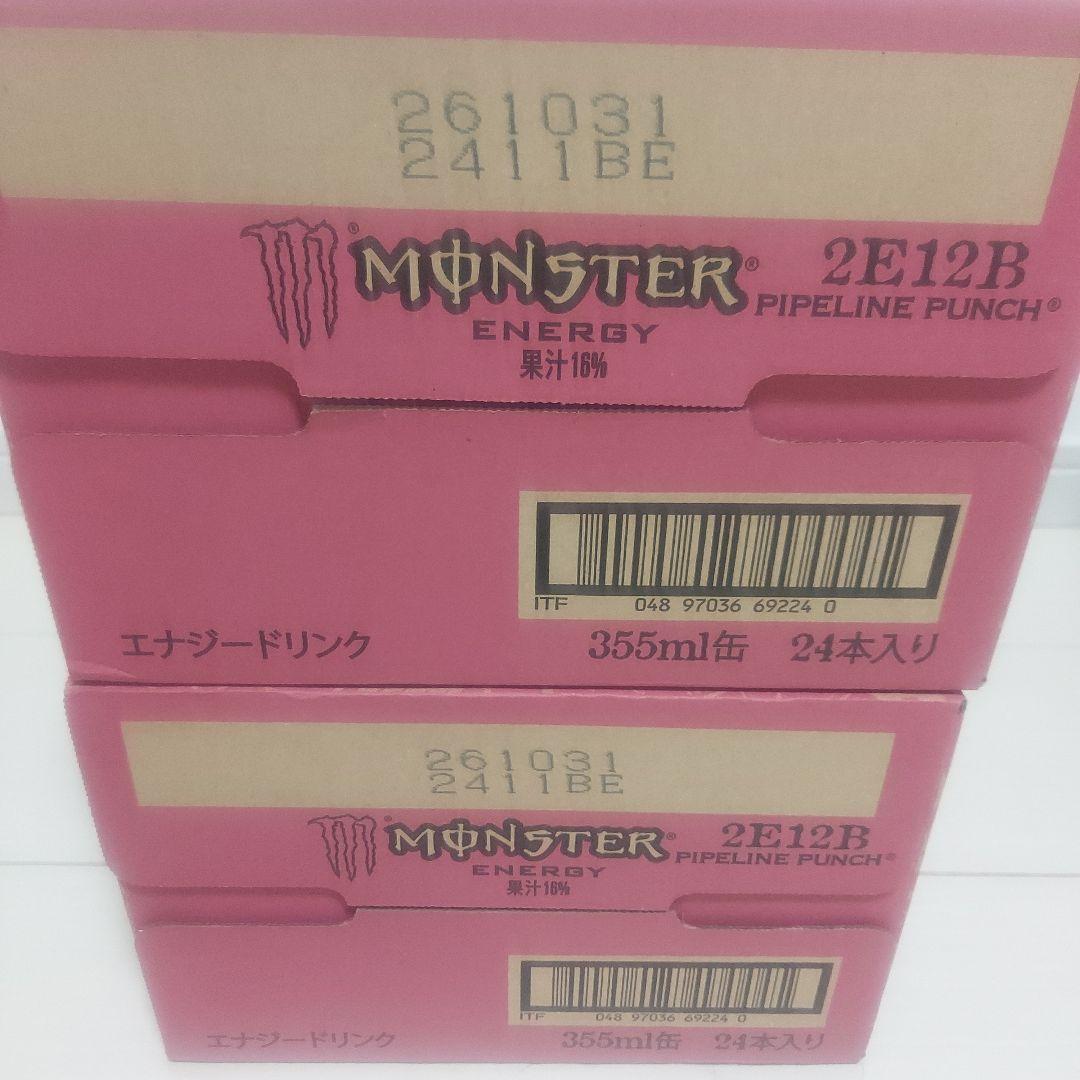 261031
2411BE
MONSTER® 2E12B
ENERGY PIPELINE PUNCH®
果汁16%
ITF 048 97036 69224 0
エナジードリンク 355ml缶 24本入り
261031
2411BE
MONSTER® 2E12B
ENERGY PIPELINE PUNCH®
果汁16%
ITF 048 97036 69224 0
エナジードリンク 355ml缶 24本入り